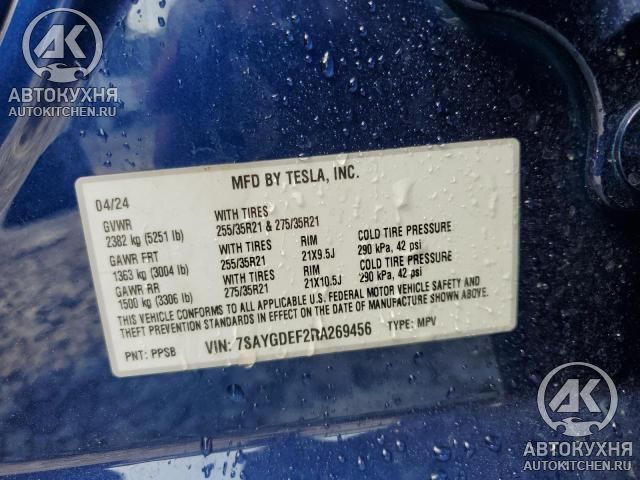 AK
АВТОКУХНЯ
AUTOKITCHEN.RU
MFD BY TESLA, INC.
04/24
GVWR WITH TIRES
2382 kg (5251 lb) 255/35R21 & 275/35R21
GAWR FRT WITH TIRES RIM COLD TIRE PRESSURE
1363 kg (3004 lb) 255/35R21 21X9.5J 290 kPa, 42 psi
GAWR RR WITH TIRES RIM COLD TIRE PRESSURE
1500 kg (3306 lb) 275/35R21 21X10.5J 290 kPa, 42 psi
THIS VEHICLE CONFORMS TO ALL APPLICABLE U.S. FEDERAL MOTOR VEHICLE SAFETY AND
THEFT PREVENTION STANDARDS IN EFFECT ON THE DATE OF MANUFACTURE SHOWN ABOVE.
PNT: PPSB VIN: 7SAYGDEF2RA269456 TYPE: MPV
AK
АВТОКУХНЯ
AUTOKITCHEN.RU